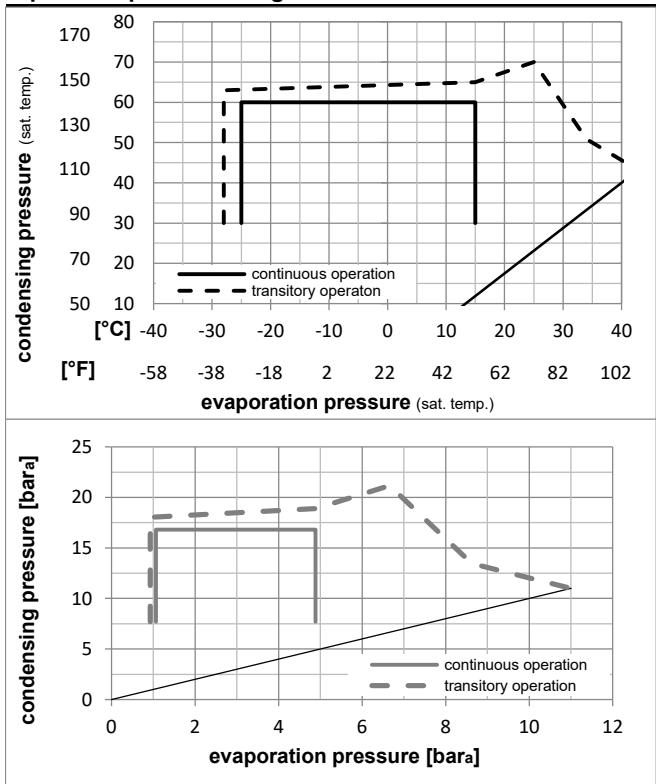 170 80
70
150
60
130
50
110
40
90
30
70
20
50 10
condensing pressure (sat. temp.)
continuous operation
transitory operaton
[°C] -40 -30 -20 -10 0 10 20 30 40
[°F] -58 -38 -18 2 22 42 62 82 102
evaporation pressure (sat. temp.)
25
20
15
10
5
0
condensing pressure [bara]
continuous operation
transitory operation
0 2 4 6 8 10 12
evaporation pressure [bara]